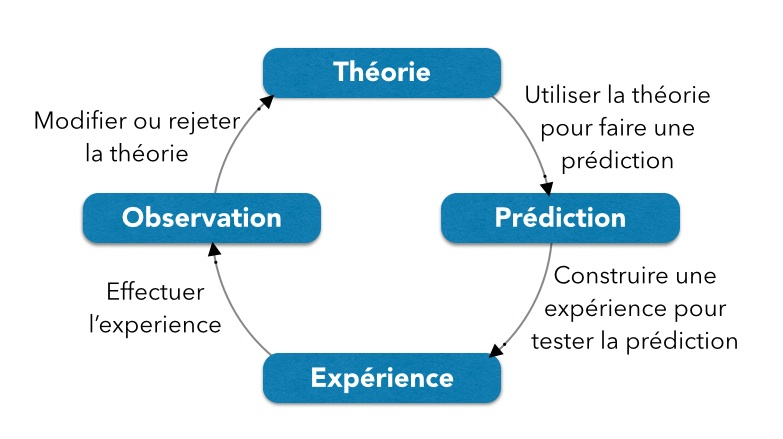 Théorie
Utiliser la théorie
pour faire une
prédiction
Modifier ou rejeter
la théorie
Observation
Prédiction
Construire une
expérience pour
tester la prédiction
Effectuer
l’experience
Expérience